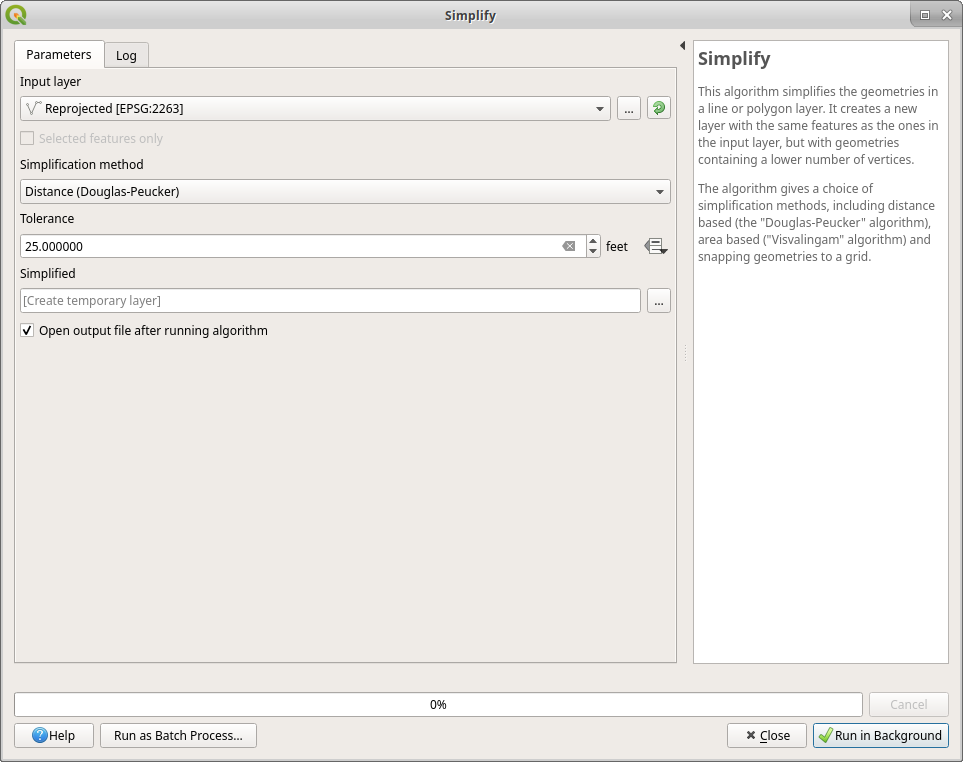 Simplify
Parameters
Log
Input layer
Reprojected [EPSG:2263]
...
Selected features only
Simplification method
Distance (Douglas-Peucker)
Tolerance
25.000000
feet
Simplified
[Create temporary layer]
...
Open output file after running algorithm
Simplify
This algorithm simplifies the geometries in
a line or polygon layer. It creates a new
layer with the same features as the ones in
the input layer, but with geometries
containing a lower number of vertices.
The algorithm gives a choice of
simplification methods, including distance
based (the "Douglas-Peucker" algorithm),
area based ("Visvalingam" algorithm) and
snapping geometries to a grid.
0%
Cancel
Help
Run as Batch Process...
Close
Run in Background